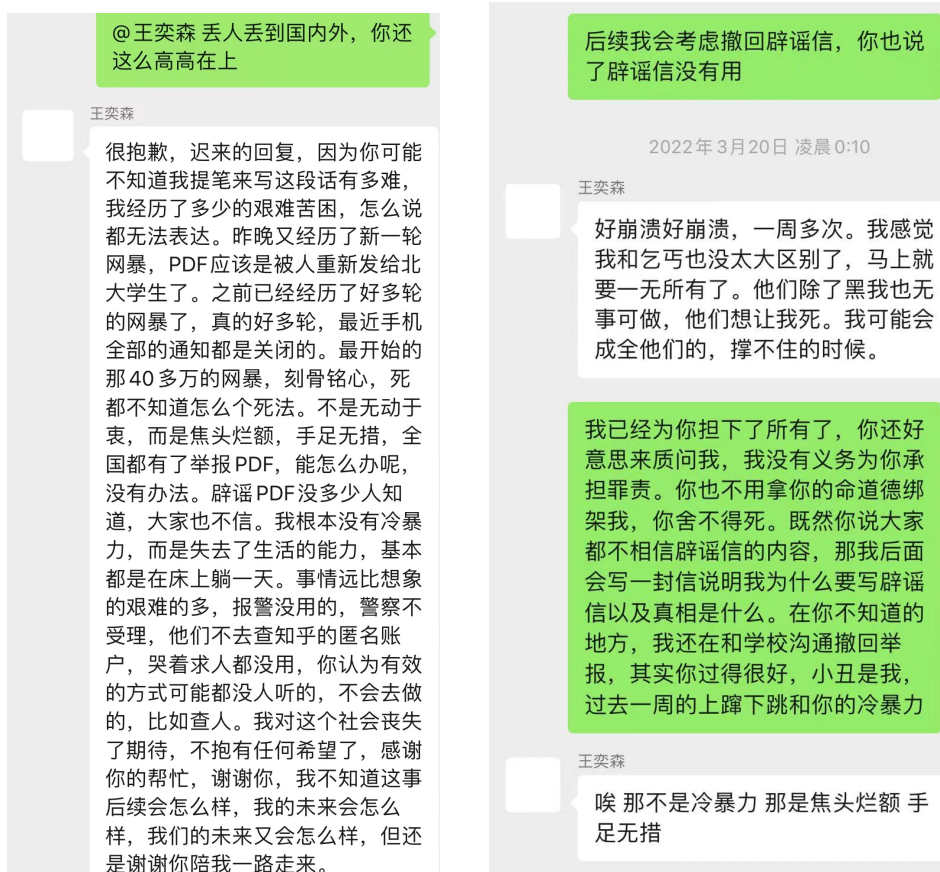 @王奕森 丢人丢到国内外，你还
这么高高在上
王奕森
很抱歉，迟来的回复，因为你可能
不知道我提笔来写这段话有多难，
我经历了多少的艰难苦困，怎么说
都无法表达。昨晚又经历了新一轮
网暴，PDF应该是被人重新发给北
大学生了。之前已经经历了好多轮
的网暴了，真的好多轮，最近手机
全部的通知都是关闭的。最开始的
那40多万的网暴，刻骨铭心，死
都不知道怎么个死法。不是无动于
衷，而是焦头烂额，手足无措，全
国都有了举报PDF，能怎么办呢，
没有办法。辟谣PDF没多少人知
道，大家也不信。我根本没有冷暴
力，而是失去了生活的能力，基本
都是在床上躺一天。事情远比想象
的艰难的多，报警没用的，警察不
受理，他们不去查知乎的匿名账
户，哭着求人都没用，你认为有效
的方式可能都没人听的，不会去做
的，比如查人。我对这个社会丧失
了期待，不抱有任何希望了，感谢
你的帮忙，谢谢你，我不知道这事
后续会怎么样，我的未来会怎么
样，我们的未来又会怎么样，但还
是谢谢你陪我一路走来。
后续我会考虑撤回辟谣信，你也说
了辟谣信没有用
2022年3月20日 凌晨0:10
王奕森
好崩溃好崩溃，一周多次。我感觉
我和乞丐也没太大区别了，马上就
要一无所有了。他们除了黑我也无
事可做，他们想让我死。我可能会
成全他们的，撑不住的时候。
我已经为你担下了所有了，你还好
意思来质问我，我没有义务为你承
担罪责。你也不用拿你的命道德绑
架我，你舍不得死。既然你说大家
都不相信辟谣信的内容，那我后面
会写一封信说明我为什么要写辟谣
信以及真相是什么。在你不知道的
地方，我还在和学校沟通撤回举
报，其实你过得很好，小丑是我，
过去一周的上蹿下跳和你的冷暴力
王奕森
唉 那不是冷暴力 那是焦头烂额 手
足无措